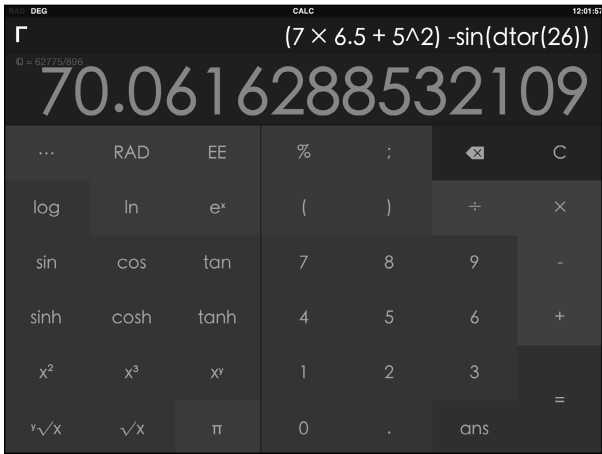 RAD DEG CALC 12:01:57
(7 × 6.5 + 5^2) -sin(dtor(26))
= 62775/896
70.0616288532109
... RAD EE % ; C
log ln eˣ ( ) ÷ ×
sin cos tan 7 8 9 -
sinh cosh tanh 4 5 6 +
x² x³ xʸ 1 2 3 =
ʸ√x √x π 0 . ans